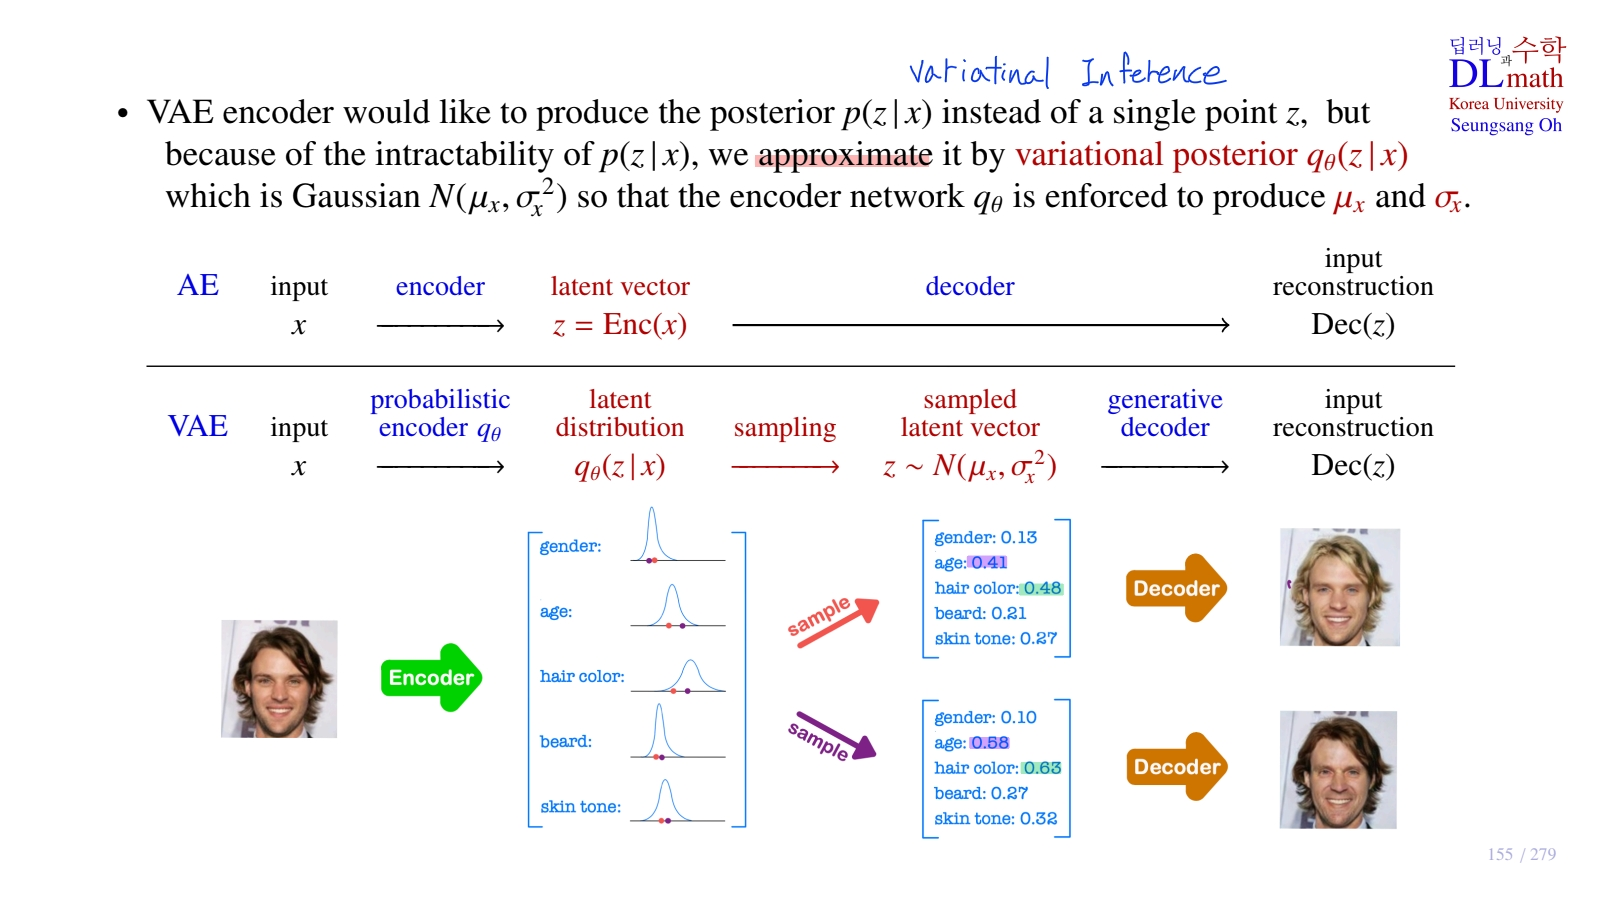 variatinal Inference
딥러닝과 수학
DL math
Korea University
Seungsang Oh
• VAE encoder would like to produce the posterior p(z|x) instead of a single point z, but
because of the intractability of p(z|x), we approximate it by variational posterior qθ(z|x)
which is Gaussian N(μx, σx²) so that the encoder network qθ is enforced to produce μx and σx.
AE input encoder latent vector decoder input reconstruction
x → z = Enc(x) → Dec(z)
VAE input probabilistic encoder qθ latent distribution sampling sampled latent vector generative decoder input reconstruction
x → qθ(z|x) → z ~ N(μx, σx²) → Dec(z)
Encoder
gender:
age:
hair color:
beard:
skin tone:
sample
gender: 0.13
age: 0.41
hair color: 0.48
beard: 0.21
skin tone: 0.27
Decoder
sample
gender: 0.10
age: 0.58
hair color: 0.63
beard: 0.27
skin tone: 0.32
Decoder
155 / 279